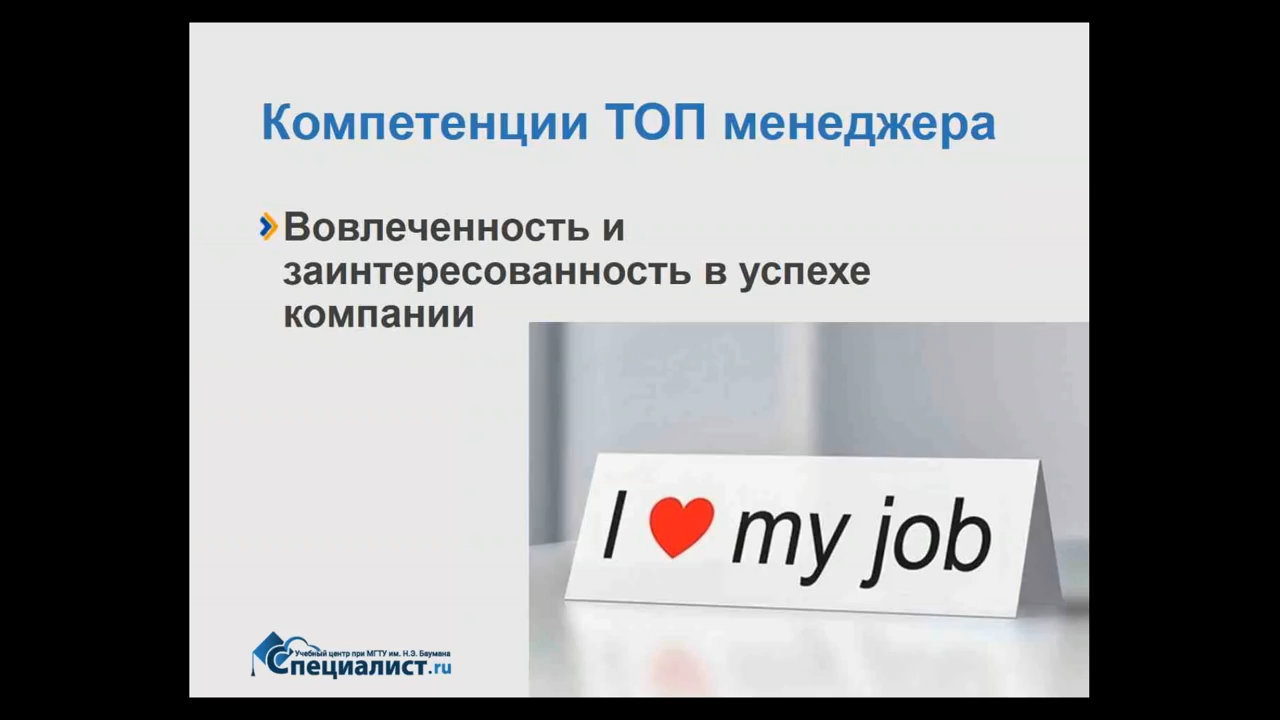 Компетенции ТОП менеджера
Вовлеченность и
заинтересованность в успехе
компании
I ❤ my job
Учебный центр при МГТУ им. Н.Э. Баумана
Специалист.ru